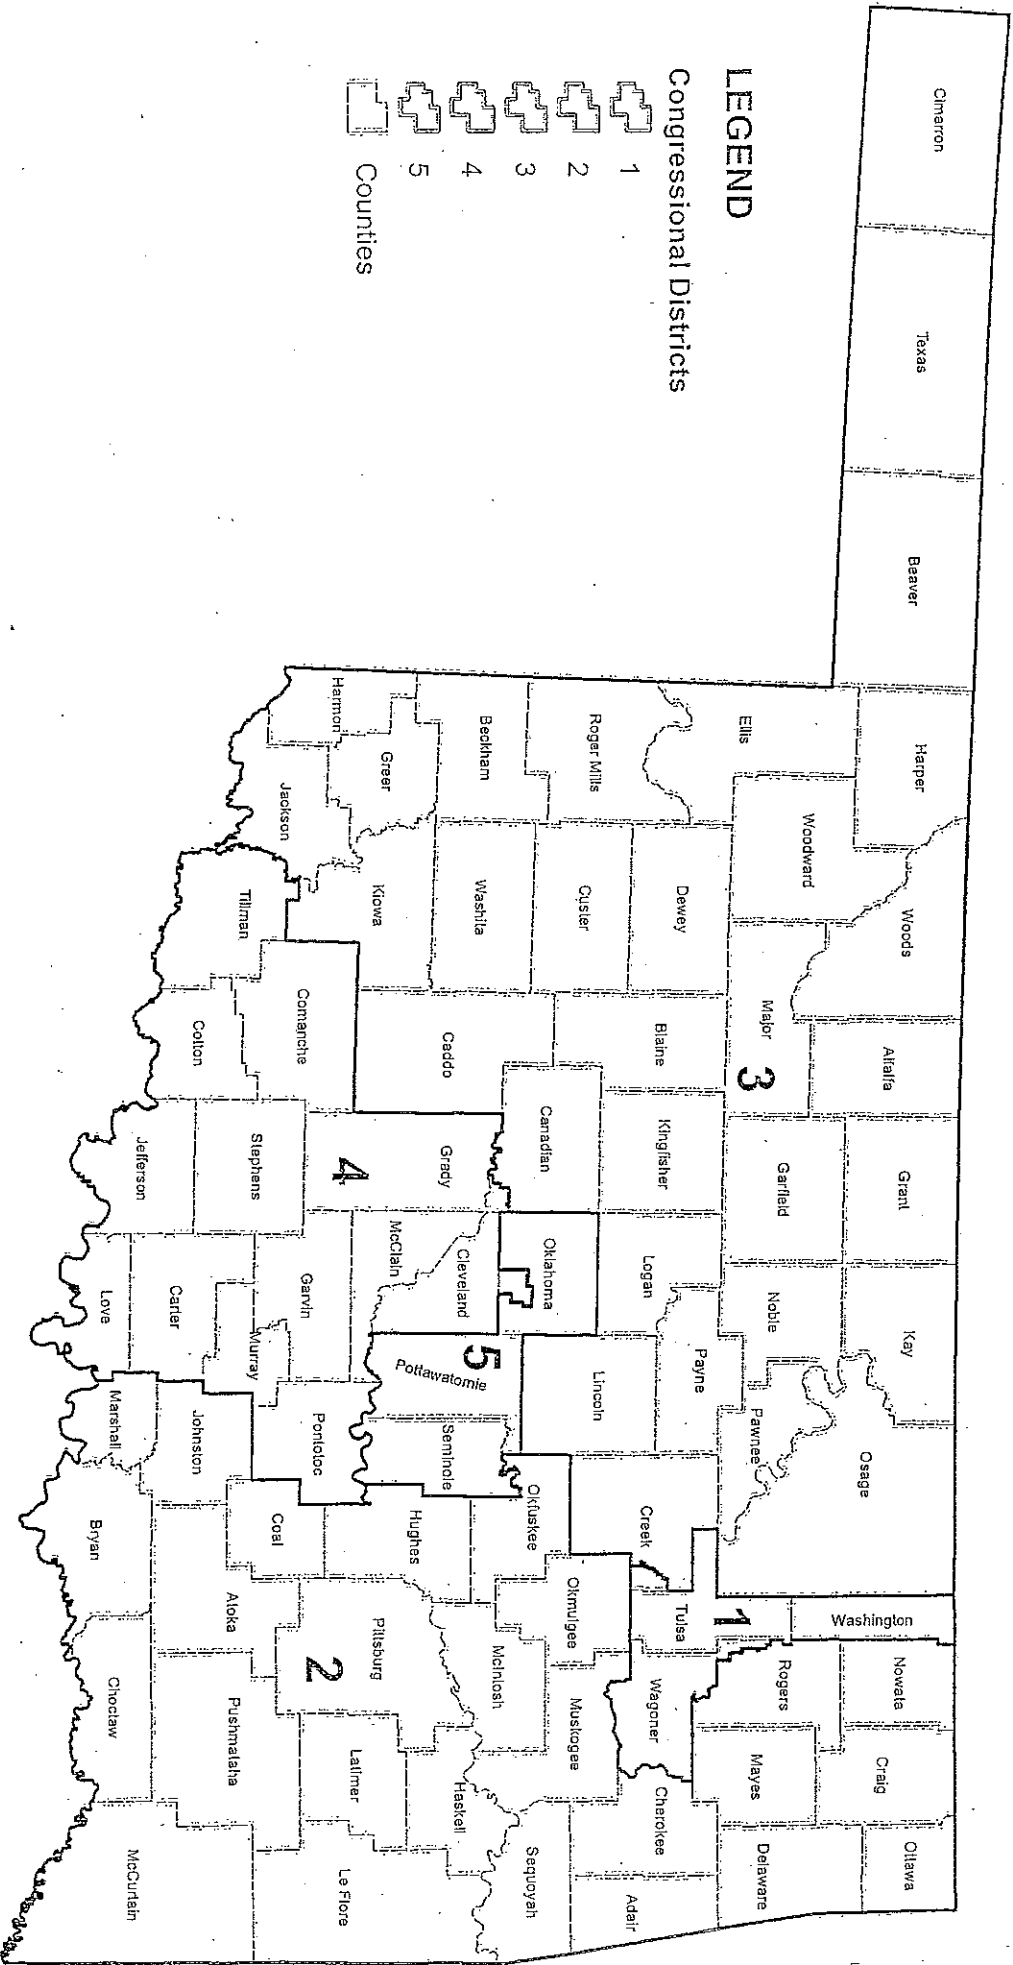 LEGEND
Congressional Districts
1
2
3
4
5
Counties
Cimarron
Texas
Beaver
Harper
Woods
Alfalfa
Grant
Kay
Osage
Washington
Nowata
Craig
Ottawa
Ellis
Woodward
Major
3
Garfield
Noble
Pawnee
1
Rogers
Mayes
Delaware
Roger Mills
Dewey
Blaine
Kingfisher
Logan
Payne
Creek
Tulsa
Wagoner
Cherokee
Adair
Beckham
Custer
Canadian
Oklahoma
Lincoln
Okfuskee
Okmulgee
Muskogee
Sequoyah
Washita
Caddo
Grady
Cleveland
5
Pottawatomie
Seminole
McIntosh
Haskell
Harmon
Greer
Kiowa
McClain
Hughes
Pittsburg
Latimer
Le Flore
Jackson
Tillman
Comanche
4
Garvin
Pontotoc
Coal
2
Cotton
Stephens
Murray
Johnston
Atoka
Pushmataha
Jefferson
Carter
Love
Marshall
Bryan
Choctaw
McCurtain